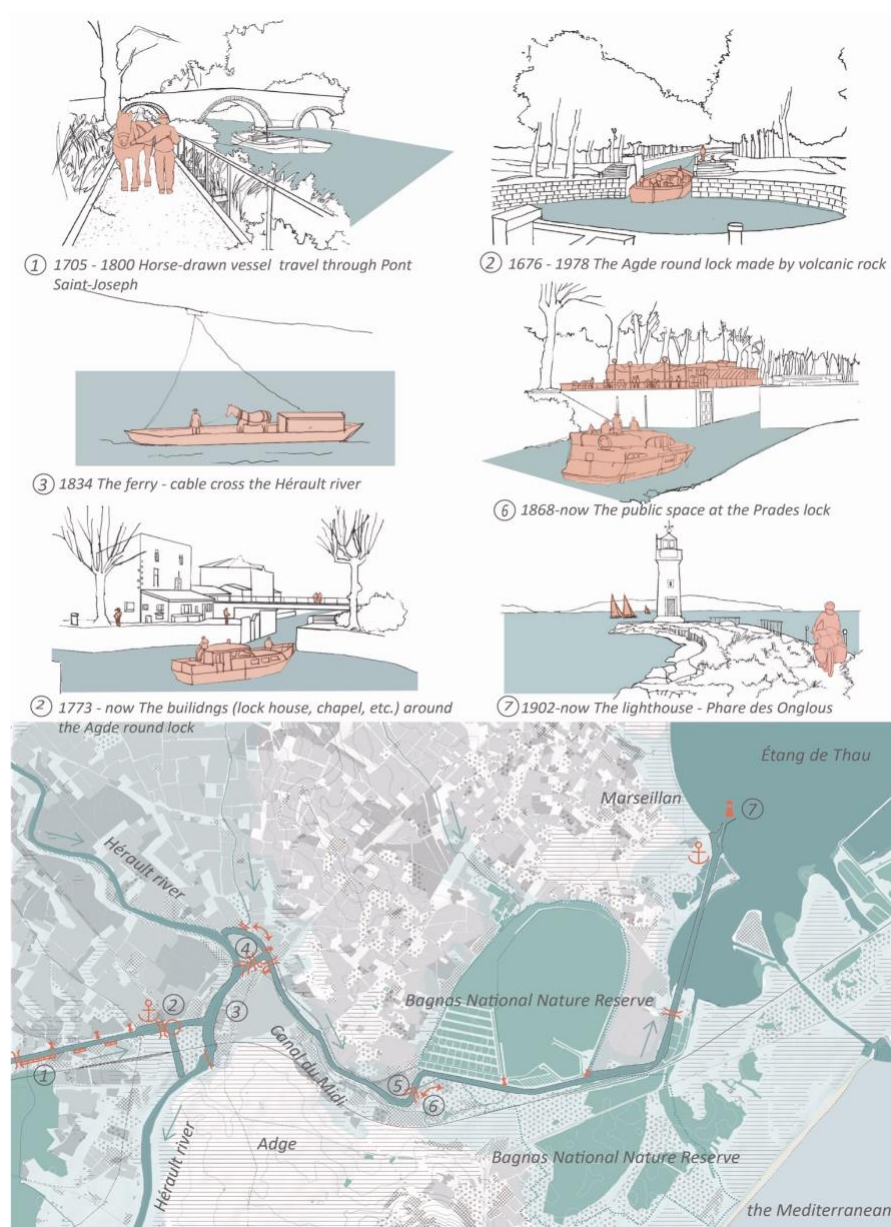 ① 1705 - 1800 Horse-drawn vessel travel through Pont
Saint-Joseph
② 1676 - 1978 The Agde round lock made by volcanic rock
③ 1834 The ferry - cable cross the Hérault river
⑥ 1868-now The public space at the Prades lock
② 1773 - now The builidngs (lock house, chapel, etc.) around
the Agde round lock
⑦ 1902-now The lighthouse - Phare des Onglous
Étang de Thau
Marseillan
⑦
Hérault river
④
Bagnas National Nature Reserve
②
③
①
Canal du Midi
⑤
⑥
Adge
Hérault river
Bagnas National Nature Reserve
the Mediterranean